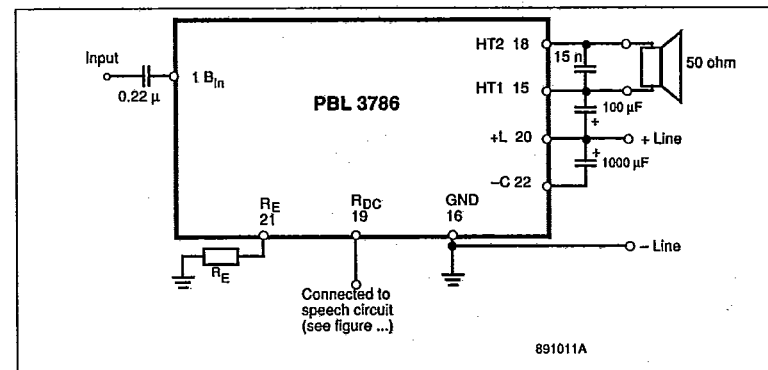 Input
0.22 µ
1 B_In
PBL 3786
HT2 18
15 n
50 ohm
HT1 15
100 µF
+
+L 20
+ Line
+
1000 µF
–C 22
R_E
21
R_DC
19
GND
16
– Line
R_E
Connected to
speech circuit
(see figure ...)
891011A